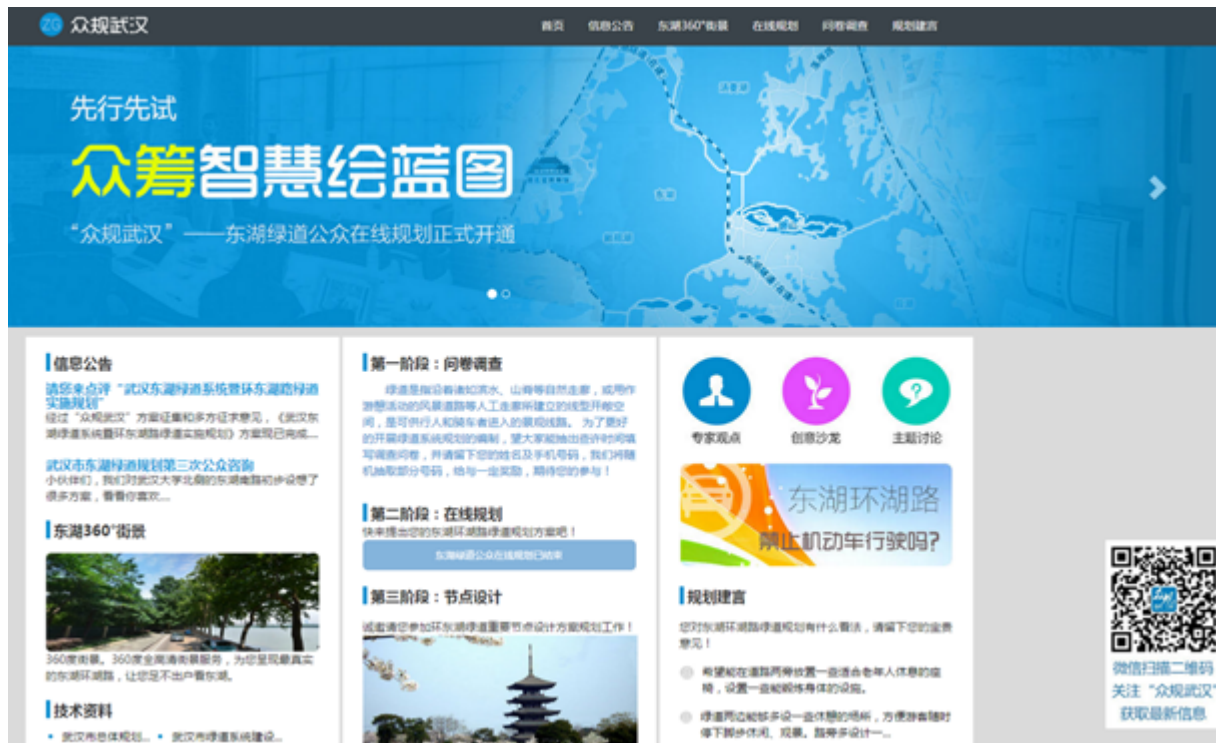 ZG 众规武汉
首页 信息公告 东湖360°街景 在线规划 问卷调查 规划建言
先行先试
众筹智慧绘蓝图
“众规武汉”——东湖绿道公众在线规划正式开通
信息公告
请您来点评“武汉东湖绿道系统暨环东湖路绿道
实施规划”
经过“众规武汉”方案征集和多方征求意见，《武汉东
湖绿道系统暨环东湖路绿道实施规划》方案现已完成...
武汉市东湖绿道规划第三次公众咨询
小伙伴们，我们对武汉大学北侧的东湖南路初步设想了
很多方案，看看你喜欢...
东湖360°街景
360度街景。360度全高清街景服务，为您呈现最真实
的东湖环湖路，让您足不出户看东湖。
技术资料
• 武汉市总体规划... • 武汉市绿道系统建设...
第一阶段：问卷调查
绿道是指沿着诸如滨水、山脊等自然走廊，或用作
游憩活动的风景道路等人工走廊所建立的线型开敞空
间，是可供行人和骑车者进入的景观线路。 为了更好
的开展绿道系统规划的编制，望大家能抽出些许时间填
写调查问卷，并请留下您的姓名及手机号码，我们将随
机抽取部分号码，给与一定奖励，期待您的参与！
第二阶段：在线规划
快来提出您的东湖环湖路绿道规划方案吧！
东湖绿道公众在线规划已结束
第三阶段：节点设计
诚邀请您参加环东湖绿道重要节点设计方案规划工作！
专家观点 创意沙龙 主题讨论
东湖环湖路
禁止机动车行驶吗?
规划建言
您对东湖环湖路绿道规划有什么看法，请留下您的宝贵
意见！
希望能在道路两旁放置一些适合老年人休息的座
椅，设置一些能锻炼身体的设施。
绿道两边能够多设一些休憩的场所，方便游客随时
停下脚步休闲、观景。路旁多设计一...
微信扫描二维码
关注“众规武汉”
获取最新信息